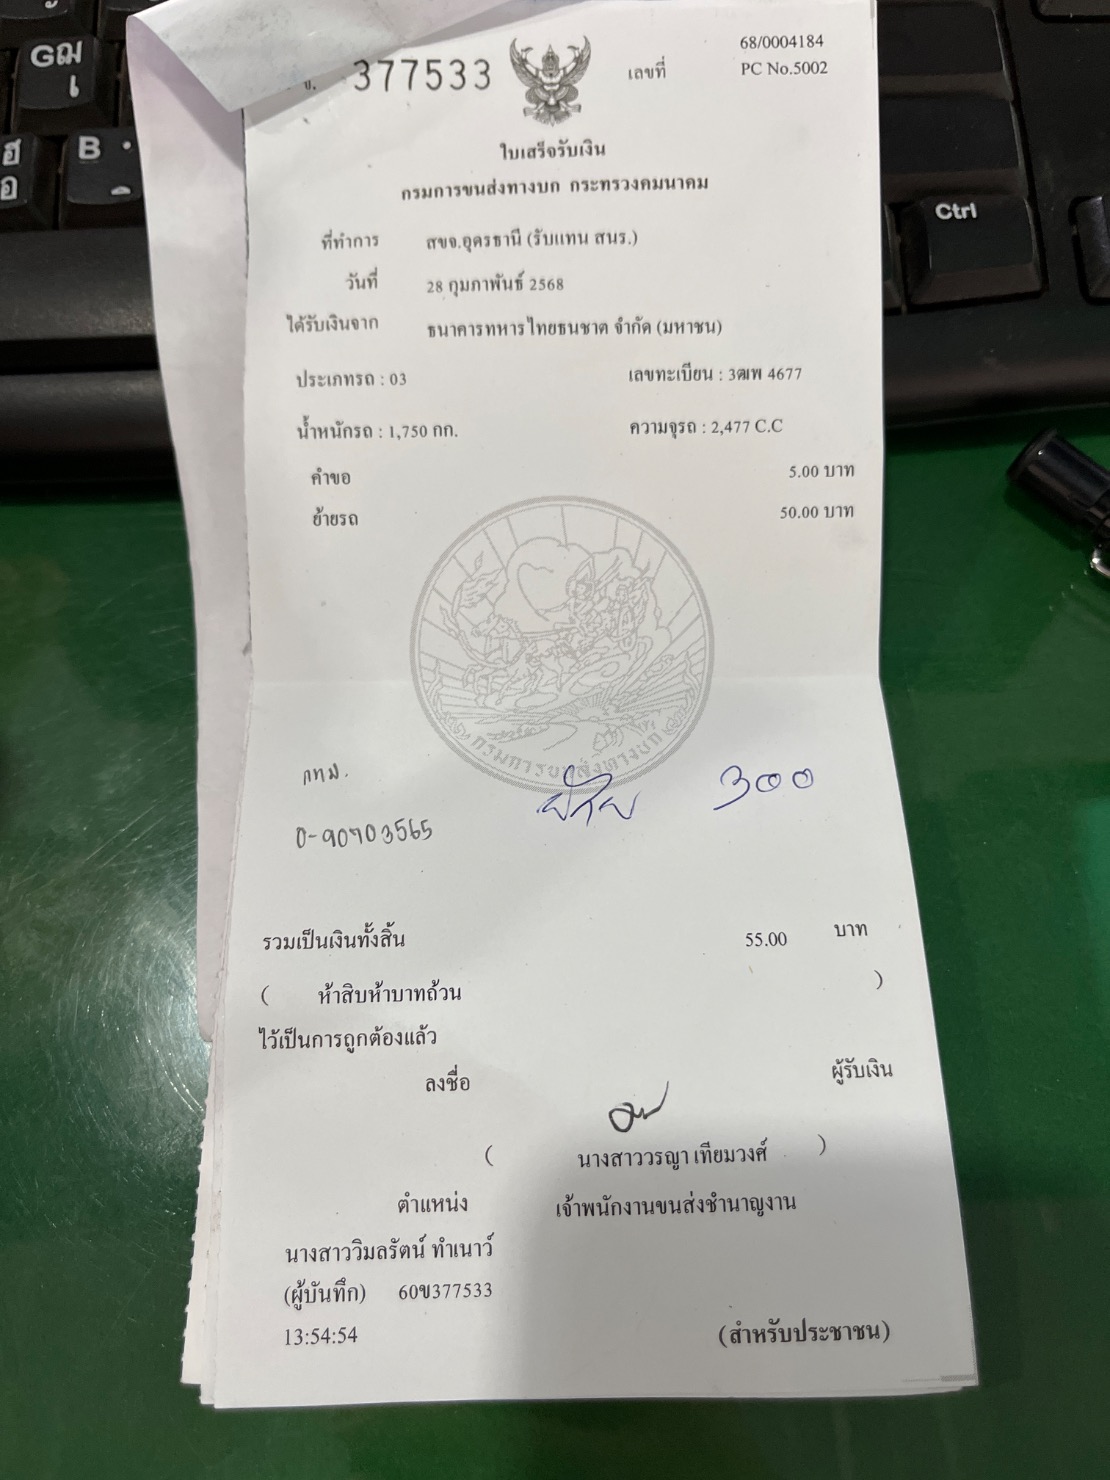 ข. 377533
เลขที่ 68/0004184
PC No.5002
ใบเสร็จรับเงิน
กรมการขนส่งทางบก กระทรวงคมนาคม
ที่ทำการ สขจ.อุดรธานี (รับแทน สนร.)
วันที่ 28 กุมภาพันธ์ 2568
ได้รับเงินจาก ธนาคารทหารไทยธนชาต จำกัด (มหาชน)
ประเภทรถ : 03 เลขทะเบียน : 3ฒพ 4677
น้ำหนักรถ : 1,750 กก. ความจุรถ : 2,477 C.C
คำขอ 5.00 บาท
ย้ายรถ 50.00 บาท
กรมการขนส่งทางบก
กทม.
300
0-90703565
รวมเป็นเงินทั้งสิ้น 55.00 บาท
( ห้าสิบห้าบาทถ้วน )
ไว้เป็นการถูกต้องแล้ว
ลงชื่อ ผู้รับเงิน
( นางสาววรญา เทียมวงศ์ )
ตำแหน่ง เจ้าพนักงานขนส่งชำนาญงาน
นางสาววิมลรัตน์ ทำเนาว์
(ผู้บันทึก) 60ข377533
13:54:54 (สำหรับประชาชน)
Gฌ
เ
B
ฮ
อ
Ctrl